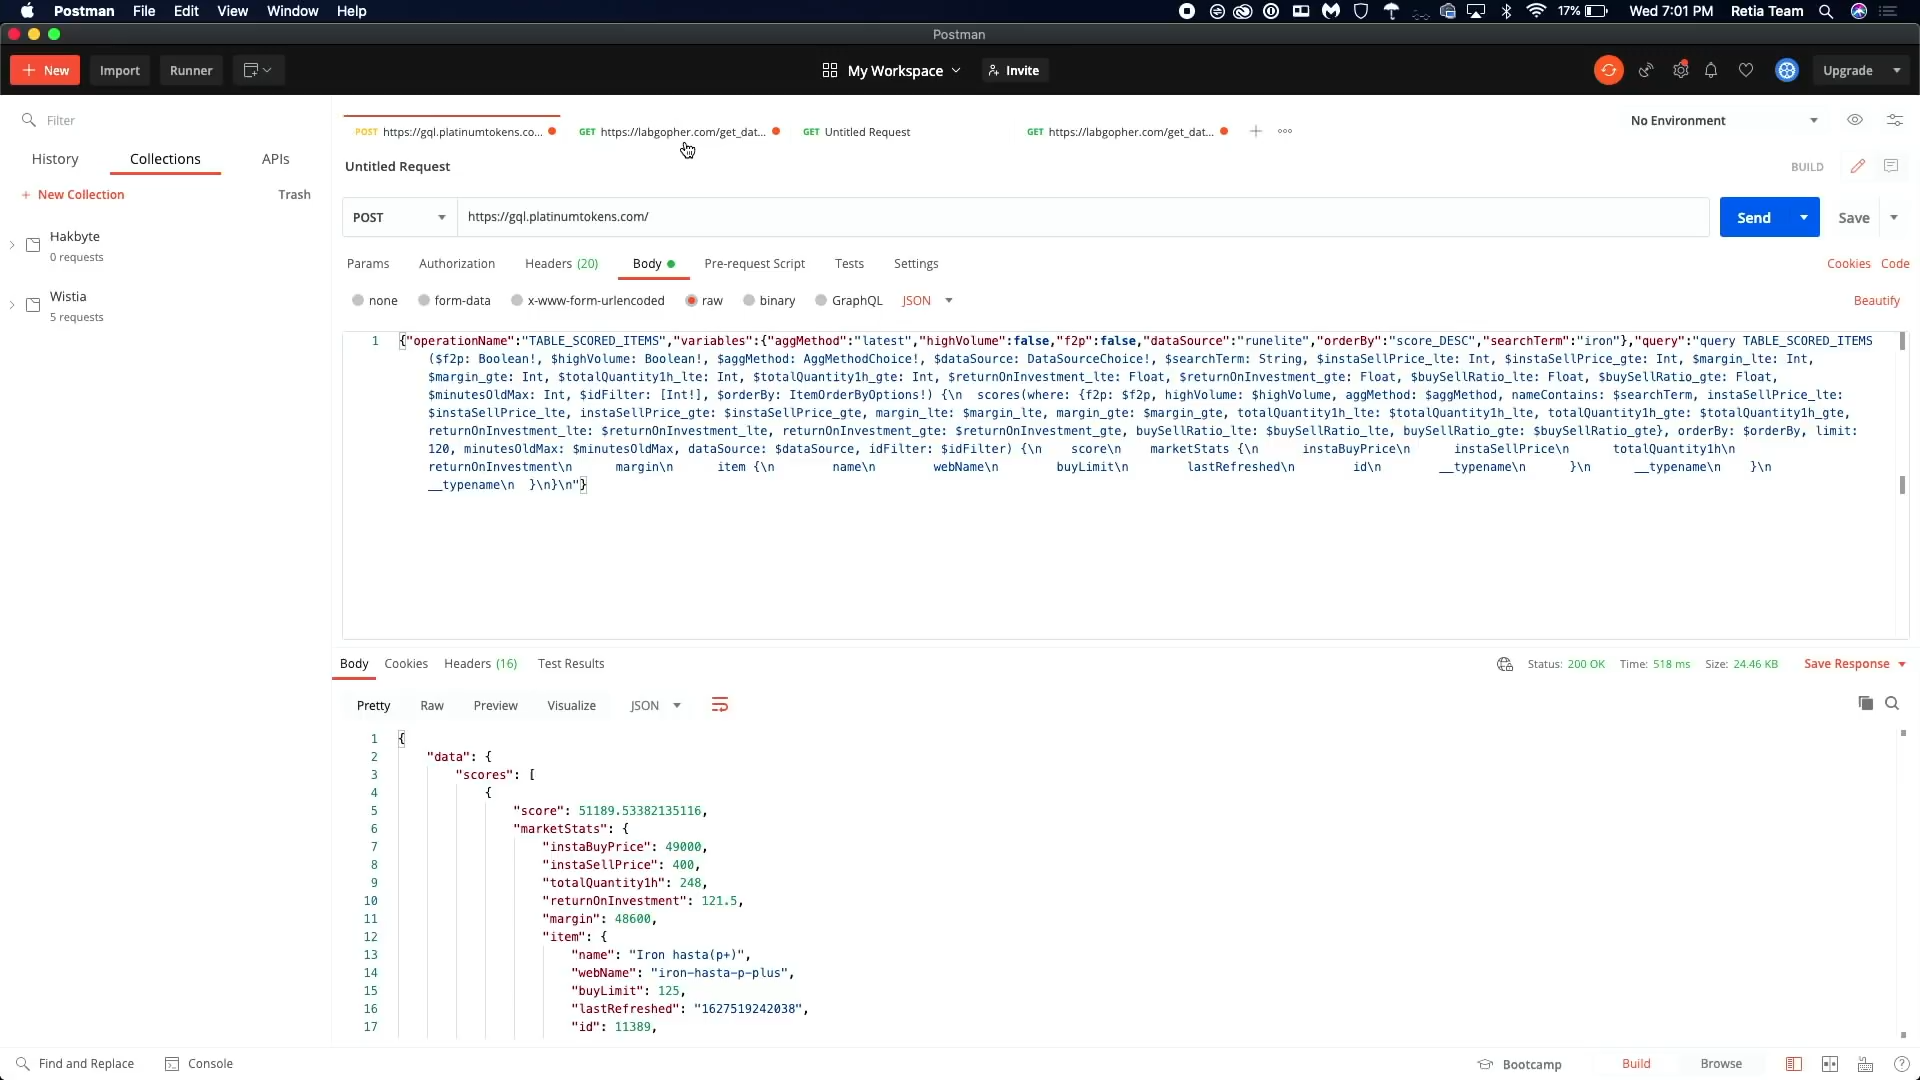 Postman File Edit View Window Help 17% Wed 7:01 PM Retia Team
Postman
+ New Import Runner My Workspace Invite Upgrade
Filter
POST https://gql.platinumtokens.co... GET https://labgopher.com/get_dat... GET Untitled Request GET https://labgopher.com/get_dat... No Environment
History Collections APIs
Untitled Request BUILD
+ New Collection Trash
POST https://gql.platinumtokens.com/ Send Save
Hakbyte
0 requests
Params Authorization Headers (20) Body Pre-request Script Tests Settings Cookies Code
Wistia
5 requests
none form-data x-www-form-urlencoded raw binary GraphQL JSON Beautify
1 {"operationName":"TABLE_SCORED_ITEMS","variables":{"aggMethod":"latest","highVolume":false,"f2p":false,"dataSource":"runelite","orderBy":"score_DESC","searchTerm":"iron"},"query":"query TABLE_SCORED_ITEMS
($f2p: Boolean!, $highVolume: Boolean!, $aggMethod: AggMethodChoice!, $dataSource: DataSourceChoice!, $searchTerm: String, $instaSellPrice_lte: Int, $instaSellPrice_gte: Int, $margin_lte: Int,
$margin_gte: Int, $totalQuantity1h_lte: Int, $totalQuantity1h_gte: Int, $returnOnInvestment_lte: Float, $returnOnInvestment_gte: Float, $buySellRatio_lte: Float, $buySellRatio_gte: Float,
$minutesOldMax: Int, $idFilter: [Int!], $orderBy: ItemOrderByOptions!) {\n  scores(where: {f2p: $f2p, highVolume: $highVolume, aggMethod: $aggMethod, nameContains: $searchTerm, instaSellPrice_lte:
$instaSellPrice_lte, instaSellPrice_gte: $instaSellPrice_gte, margin_lte: $margin_lte, margin_gte: $margin_gte, totalQuantity1h_lte: $totalQuantity1h_lte, totalQuantity1h_gte: $totalQuantity1h_gte,
returnOnInvestment_lte: $returnOnInvestment_lte, returnOnInvestment_gte: $returnOnInvestment_gte, buySellRatio_lte: $buySellRatio_lte, buySellRatio_gte: $buySellRatio_gte}, orderBy: $orderBy, limit:
120, minutesOldMax: $minutesOldMax, dataSource: $dataSource, idFilter: $idFilter) {\n    score\n    marketStats {\n      instaBuyPrice\n      instaSellPrice\n      totalQuantity1h\n
returnOnInvestment\n      margin\n      item {\n        name\n        webName\n        buyLimit\n        lastRefreshed\n        id\n        __typename\n      }\n      __typename\n    }\n
__typename\n  }\n}\n"}
Body Cookies Headers (16) Test Results Status: 200 OK Time: 518 ms Size: 24.46 KB Save Response
Pretty Raw Preview Visualize JSON
1 {
2 "data": {
3 "scores": [
4 {
5 "score": 51189.53382135116,
6 "marketStats": {
7 "instaBuyPrice": 49000,
8 "instaSellPrice": 400,
9 "totalQuantity1h": 248,
10 "returnOnInvestment": 121.5,
11 "margin": 48600,
12 "item": {
13 "name": "Iron hasta(p+)",
14 "webName": "iron-hasta-p-plus",
15 "buyLimit": 125,
16 "lastRefreshed": "1627519242038",
17 "id": 11389,
Find and Replace Console Bootcamp Build Browse